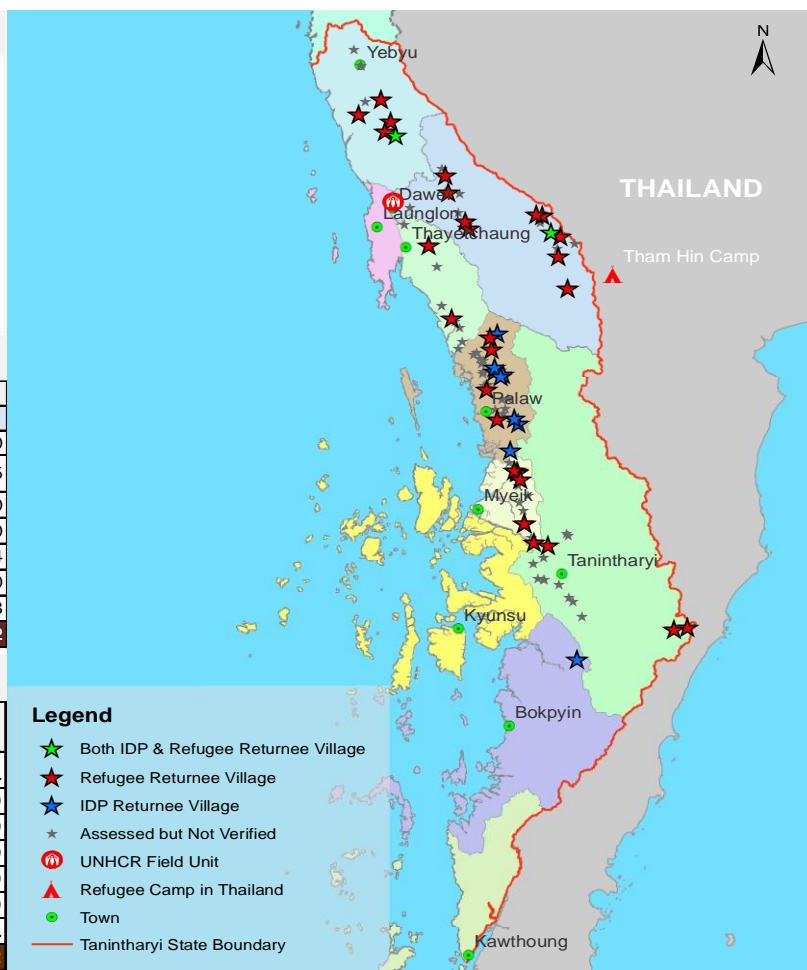 Yebyu
N
THAILAND
Dawei
Launglon
Thayetchaung
Tham Hin Camp
Palaw
Myeik
Tanintharyi
Kyunsu
Bokpyin
Legend
Both IDP & Refugee Returnee Village
Refugee Returnee Village
IDP Returnee Village
Assessed but Not Verified
UNHCR Field Unit
Refugee Camp in Thailand
Town
Tanintharyi State Boundary
Kawthoung